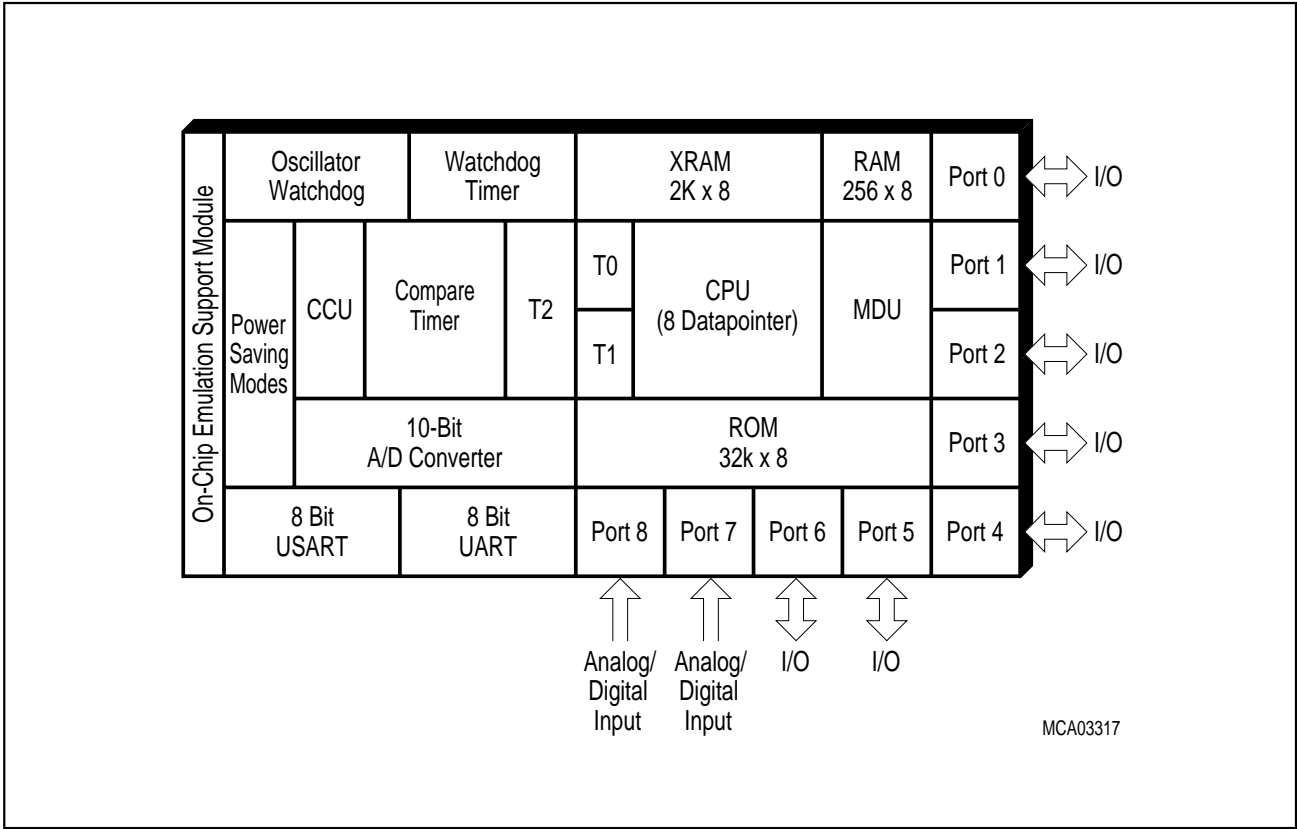 On-Chip Emulation Support Module
Oscillator
Watchdog
Watchdog
Timer
XRAM
2K x 8
RAM
256 x 8
Port 0
I/O
Power
Saving
Modes
CCU
Compare
Timer
T2
T0
T1
CPU
(8 Datapointer)
MDU
Port 1
I/O
Port 2
I/O
10-Bit
A/D Converter
ROM
32k x 8
Port 3
I/O
8 Bit
USART
8 Bit
UART
Port 8
Port 7
Port 6
Port 5
Port 4
I/O
Analog/
Digital
Input
Analog/
Digital
Input
I/O
I/O
MCA03317